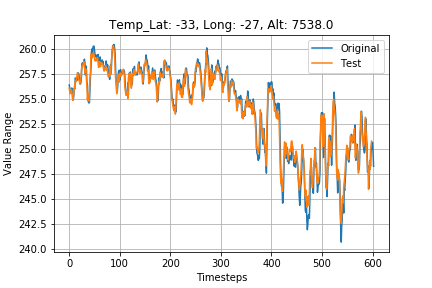 Temp_Lat: -33, Long: -27, Alt: 7538.0
Original
Test
Value Range
260.0
257.5
255.0
252.5
250.0
247.5
245.0
242.5
240.0
0 100 200 300 400 500 600
Timesteps